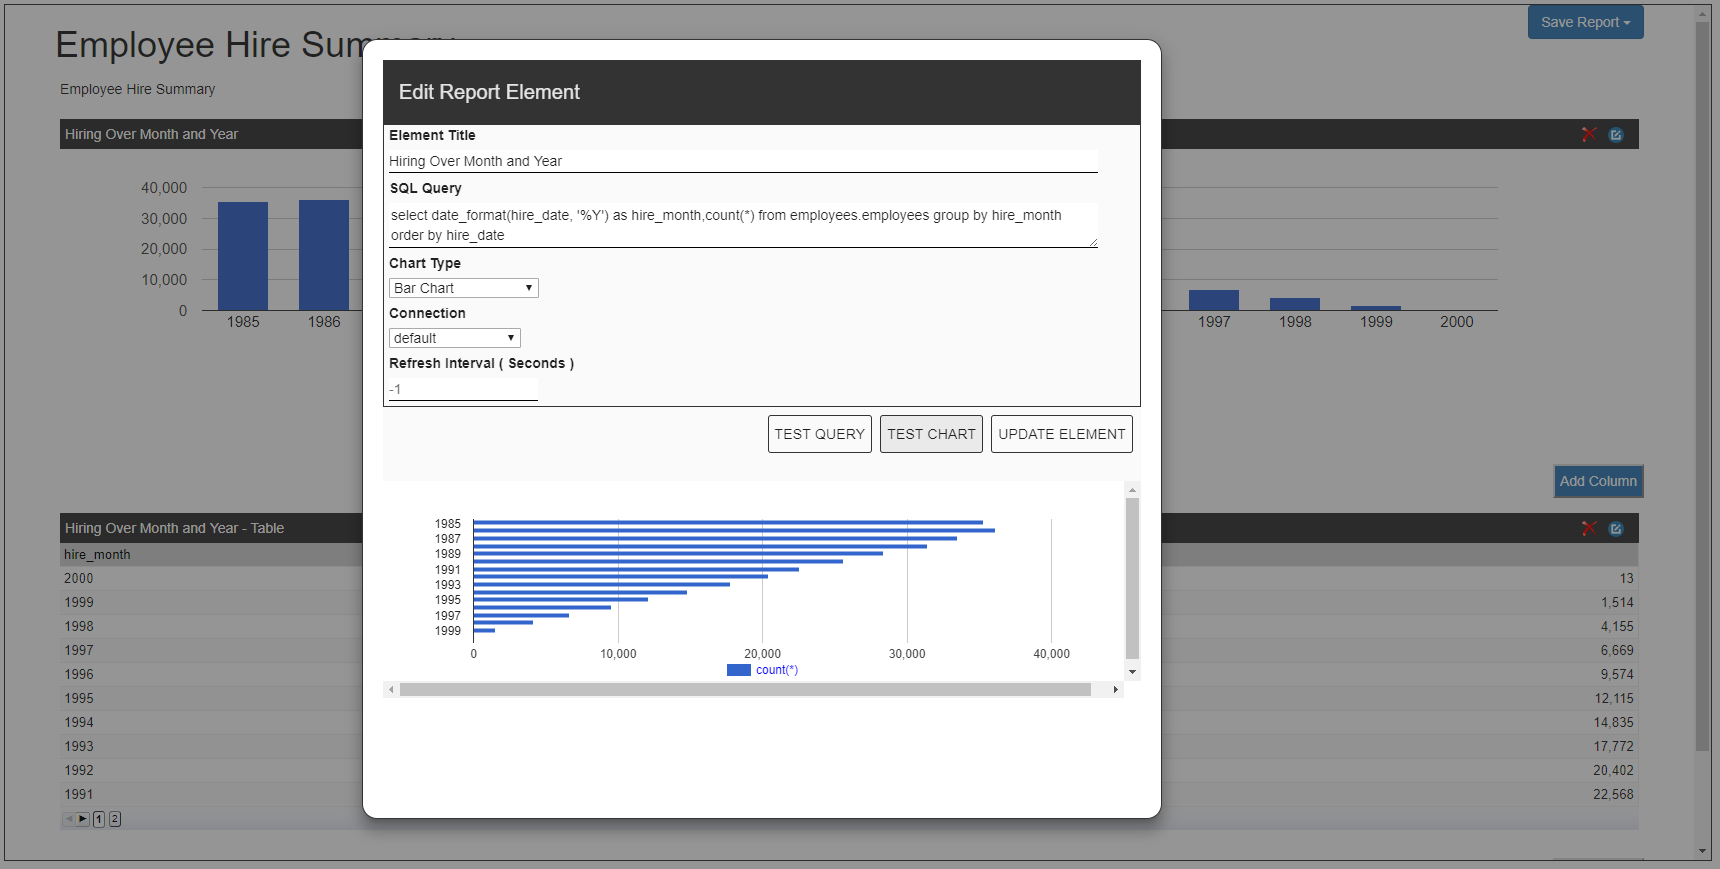 Save Report
Employee Hire Summary
Employee Hire Summary
Hiring Over Month and Year
40,000
30,000
20,000
10,000
0
1985 1986 1997 1998 1999 2000
Edit Report Element
Element Title
Hiring Over Month and Year
SQL Query
select date_format(hire_date, '%Y') as hire_month,count(*) from employees.employees group by hire_month
order by hire_date
Chart Type
Bar Chart
Connection
default
Refresh Interval ( Seconds )
-1
TEST QUERY TEST CHART UPDATE ELEMENT
1985
1987
1989
1991
1993
1995
1997
1999
0 10,000 20,000 30,000 40,000
count(*)
Add Column
Hiring Over Month and Year - Table
hire_month
2000 13
1999 1,514
1998 4,155
1997 6,669
1996 9,574
1995 12,115
1994 14,835
1993 17,772
1992 20,402
1991 22,568
1 2